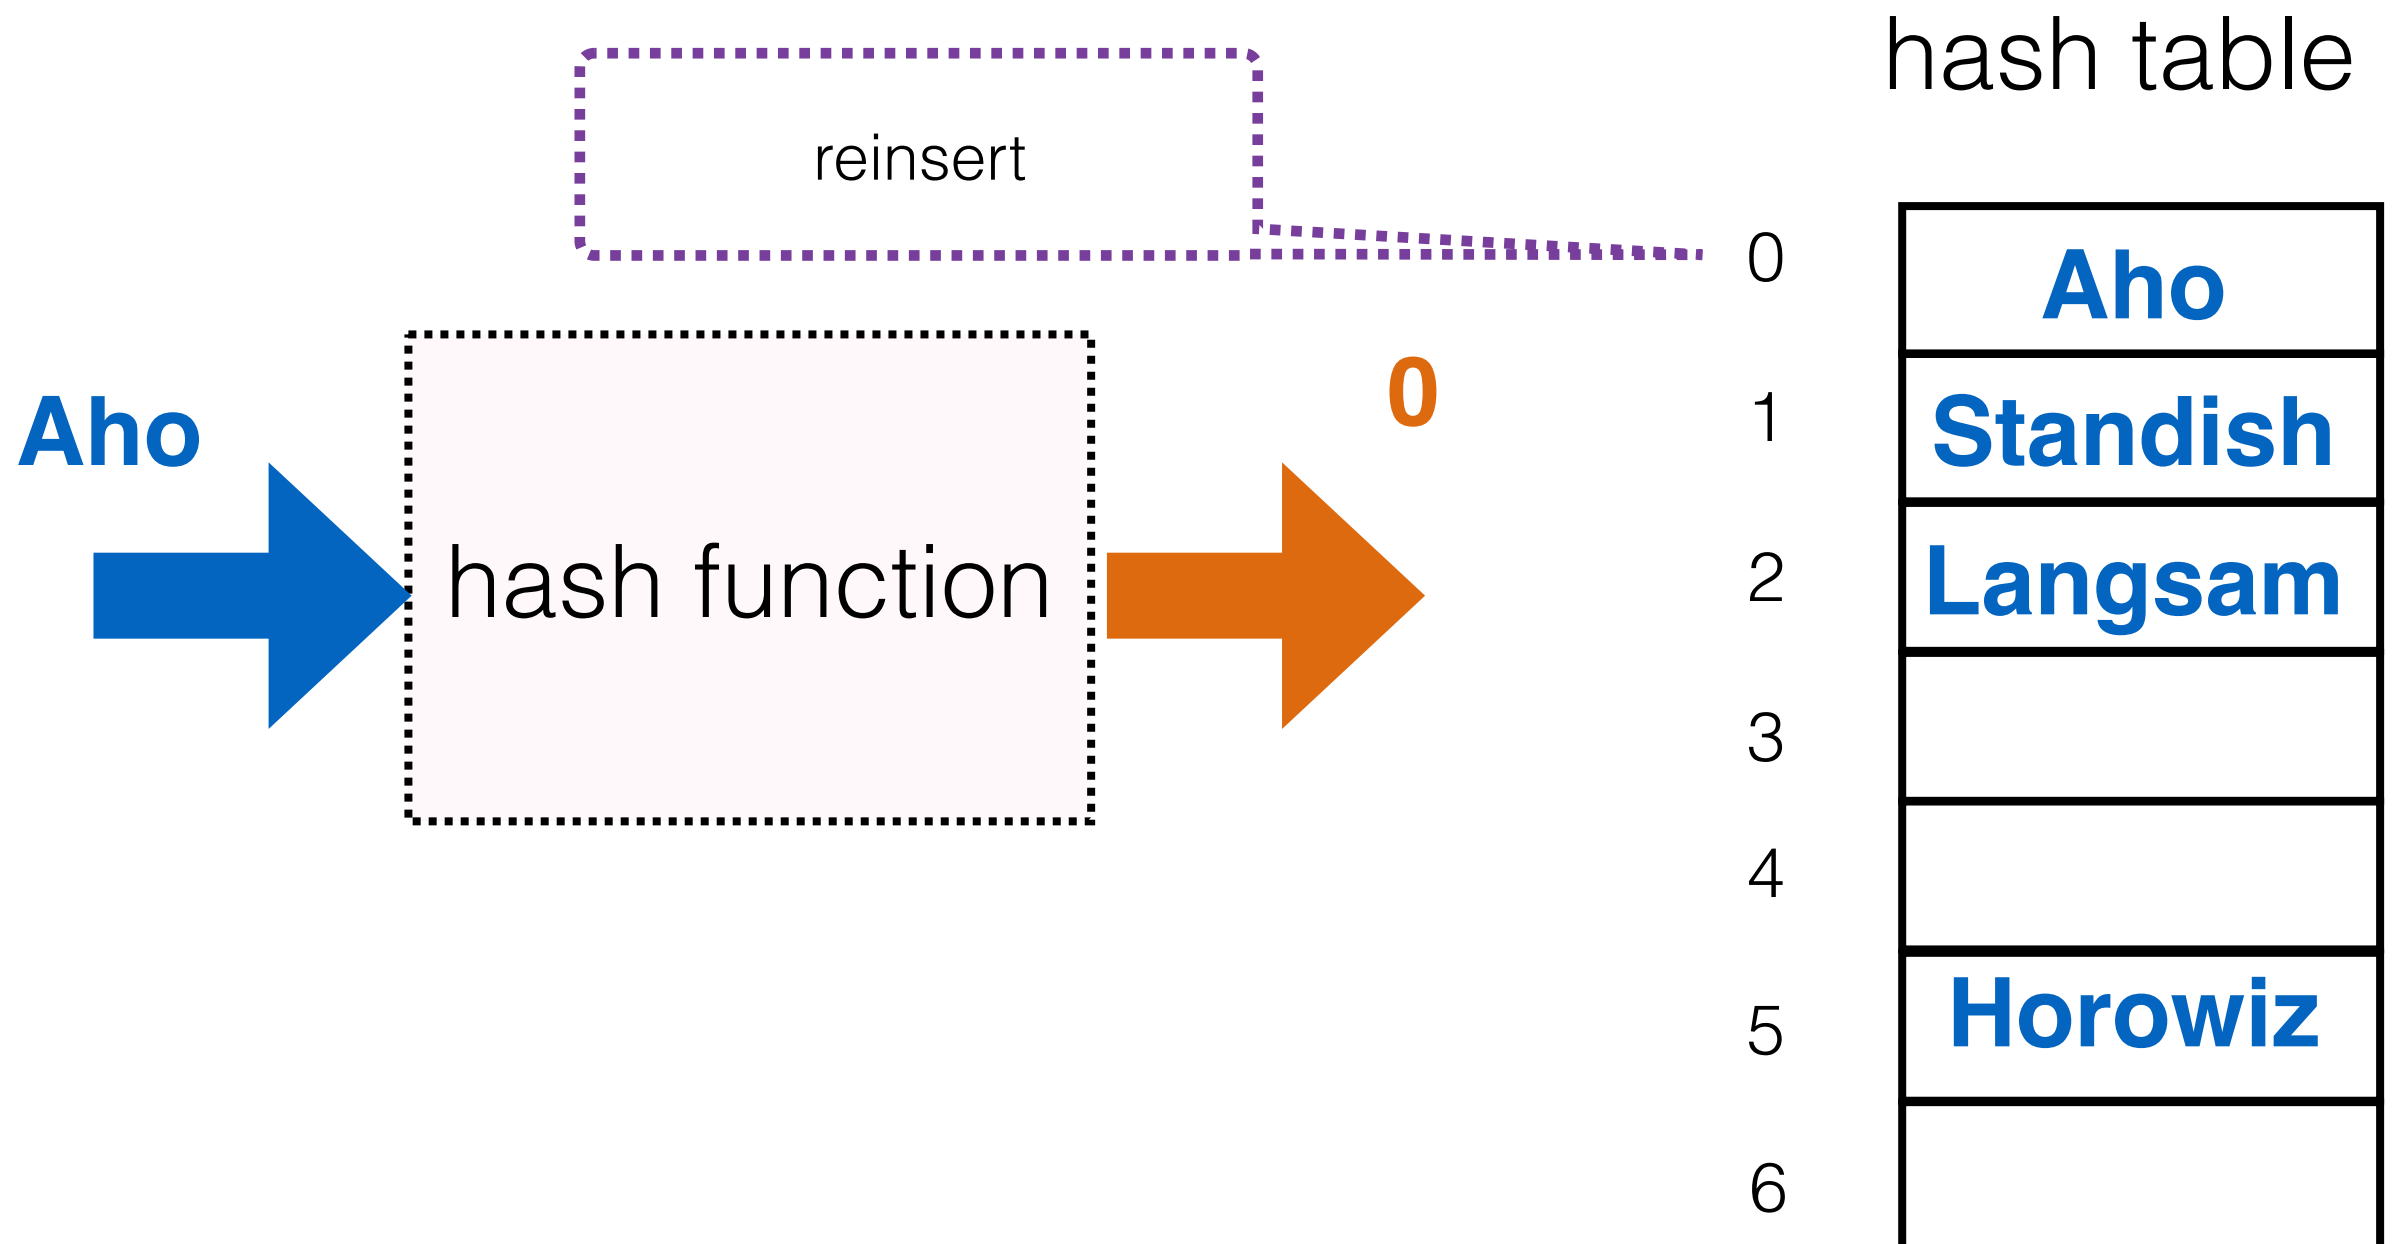 hash table
reinsert
0
Aho
0
Aho
1
Standish
hash function
2
Langsam
3
4
5
Horowiz
6